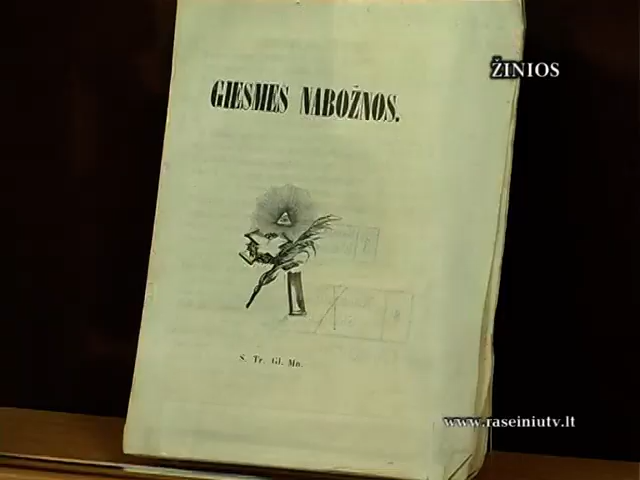 ŽINIOS
GIESMES NABOŽNOS.
S. Tr. Gl. Mn.
www.raseiniutv.lt